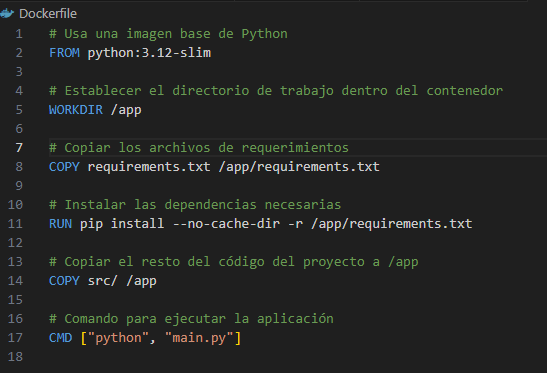 Dockerfile
1 # Usa una imagen base de Python
2 FROM python:3.12-slim
3
4 # Establecer el directorio de trabajo dentro del contenedor
5 WORKDIR /app
6
7 # Copiar los archivos de requerimientos
8 COPY requirements.txt /app/requirements.txt
9
10 # Instalar las dependencias necesarias
11 RUN pip install --no-cache-dir -r /app/requirements.txt
12
13 # Copiar el resto del código del proyecto a /app
14 COPY src/ /app
15
16 # Comando para ejecutar la aplicación
17 CMD ["python", "main.py"]
18